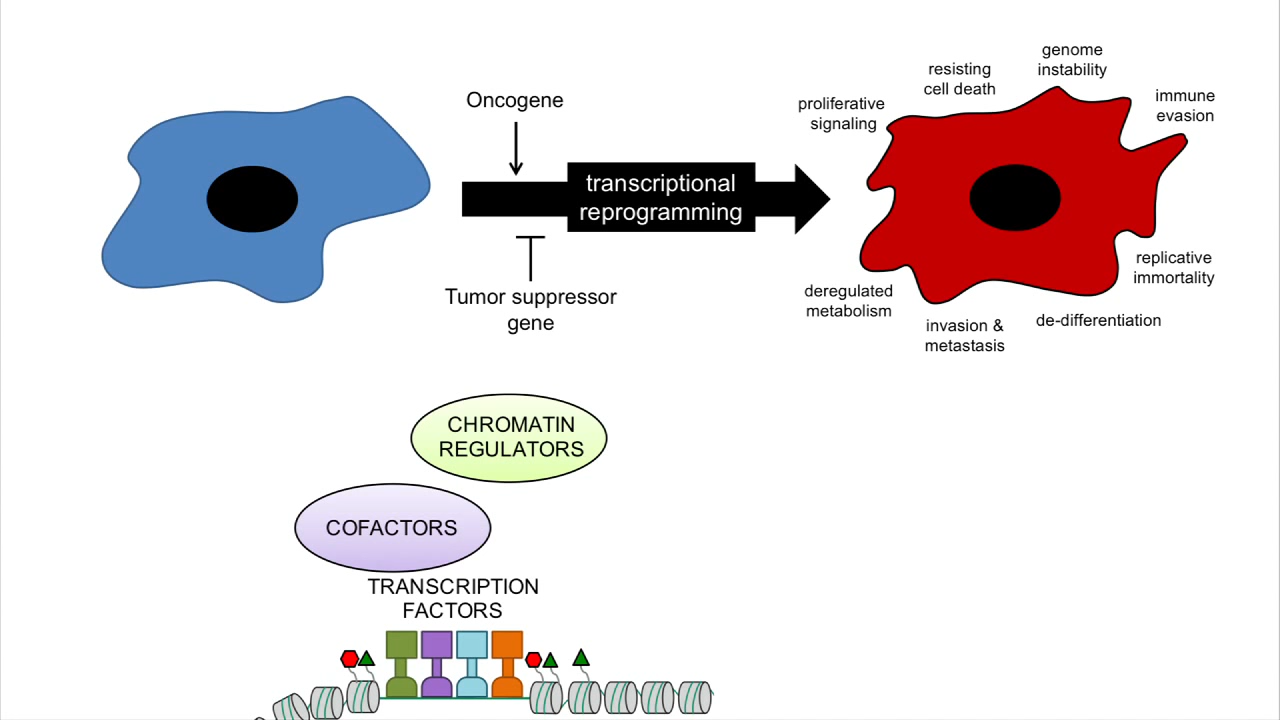 Oncogene
transcriptional
reprogramming
Tumor suppressor
gene
proliferative
signaling
resisting
cell death
genome
instability
immune
evasion
replicative
immortality
de-differentiation
invasion &
metastasis
deregulated
metabolism
CHROMATIN
REGULATORS
COFACTORS
TRANSCRIPTION
FACTORS